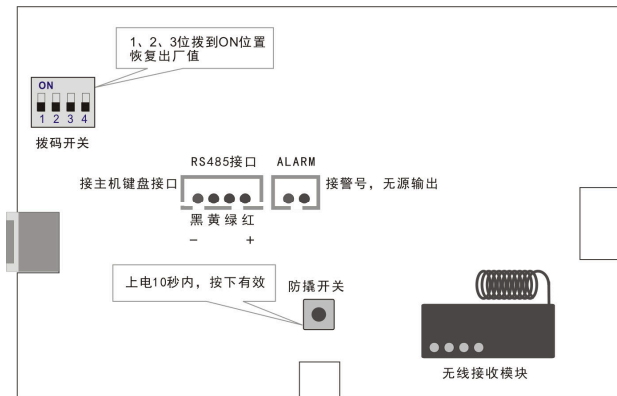 1、2、3位拨到ON位置
恢复出厂值
ON
1 2 3 4
拨码开关
RS485接口 ALARM
接主机键盘接口
接警号，无源输出
黑 黄 绿 红
- +
上电10秒内，按下有效
防撬开关
无线接收模块